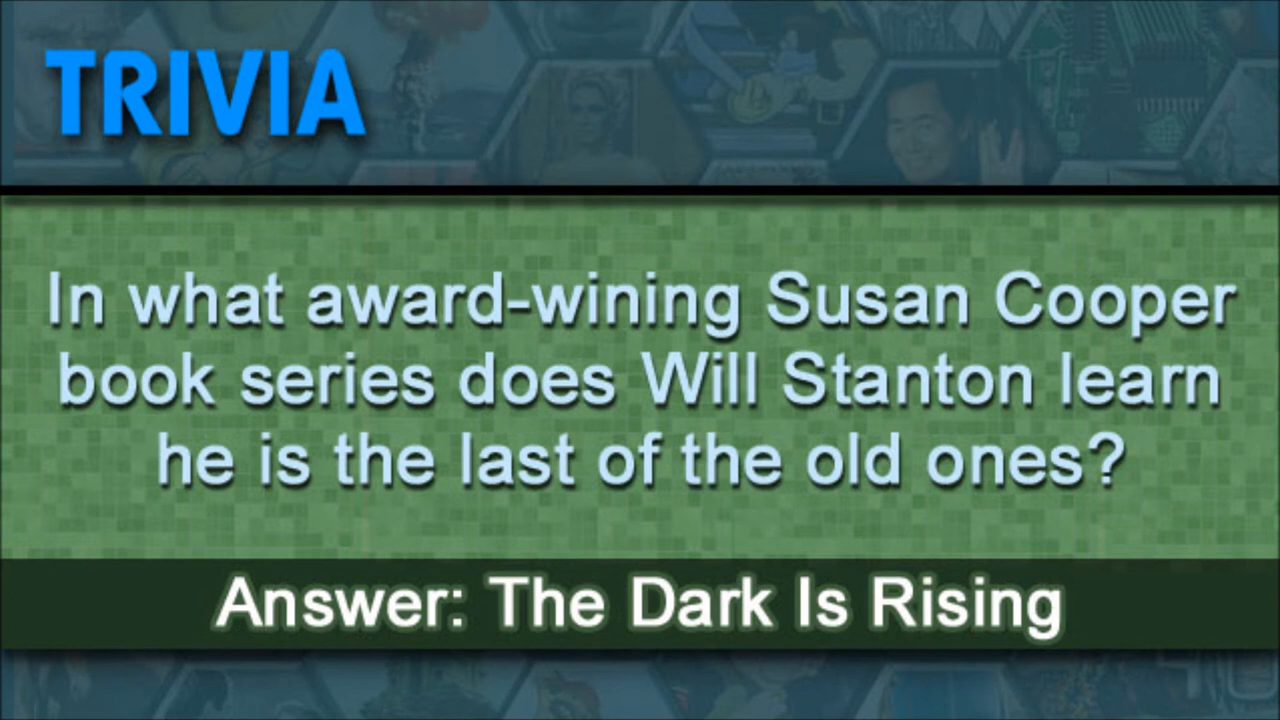 TRIVIA
In what award-wining Susan Cooper
book series does Will Stanton learn
he is the last of the old ones?
Answer: The Dark Is Rising